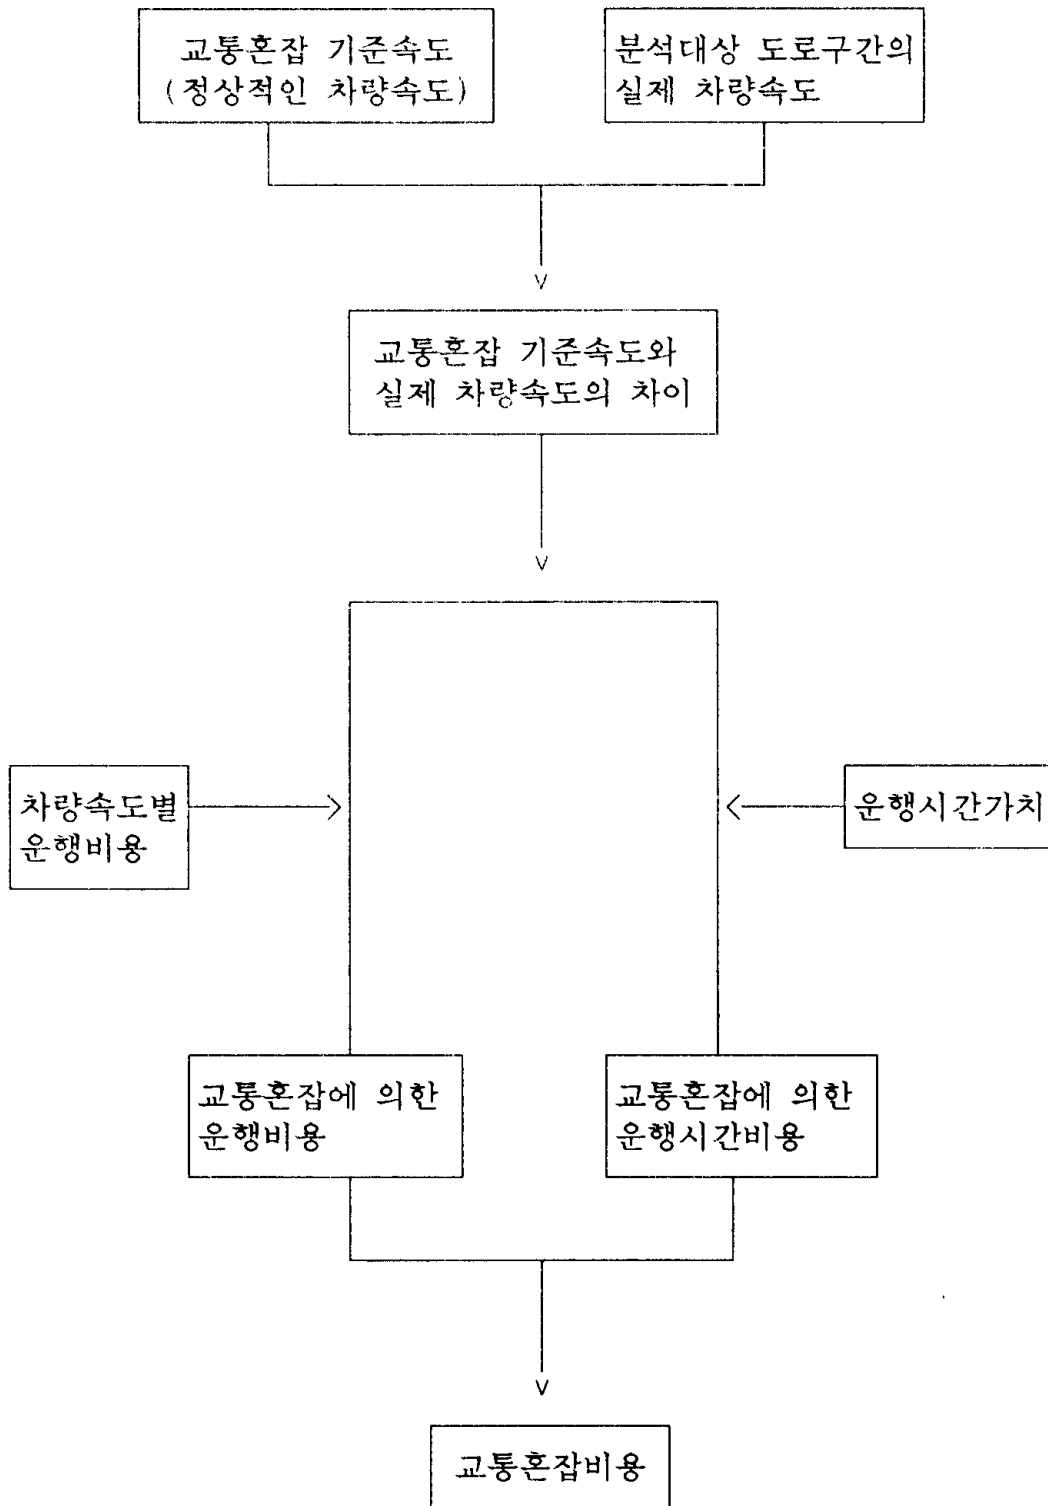 교통혼잡 기준속도
(정상적인 차량속도)
분석대상 도로구간의
실제 차량속도
교통혼잡 기준속도와
실제 차량속도의 차이
차량속도별
운행비용
운행시간가치
교통혼잡에 의한
운행비용
교통혼잡에 의한
운행시간비용
교통혼잡비용